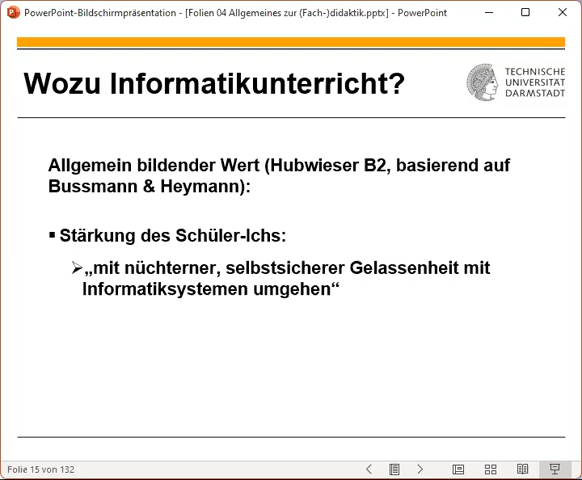 PowerPoint-Bildschirmpräsentation - [Folien 04 Allgemeines zur (Fach-)didaktik.pptx] - PowerPoint
Wozu Informatikunterricht?
TECHNISCHE
UNIVERSITÄT
DARMSTADT
Allgemein bildender Wert (Hubwieser B2, basierend auf
Bussmann & Heymann):
▪ Stärkung des Schüler-Ichs:
➢„mit nüchterner, selbstsicherer Gelassenheit mit
Informatiksystemen umgehen“
Folie 15 von 132